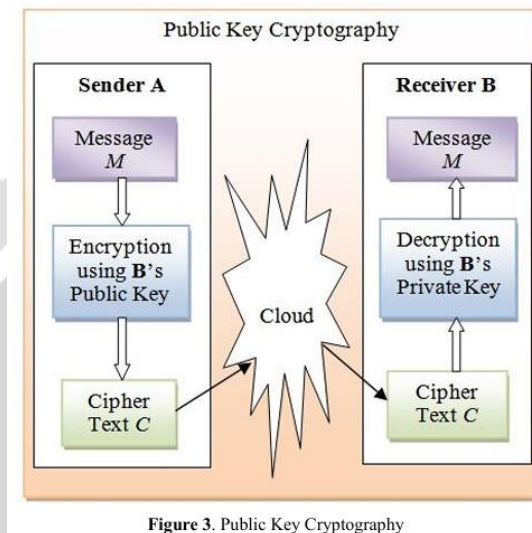 Public Key Cryptography
Sender A
Message
M
Encryption
using B's
Public Key
Cipher
Text C
Cloud
Receiver B
Message
M
Decryption
using B's
Private Key
Cipher
Text C
Figure 3. Public Key Cryptography